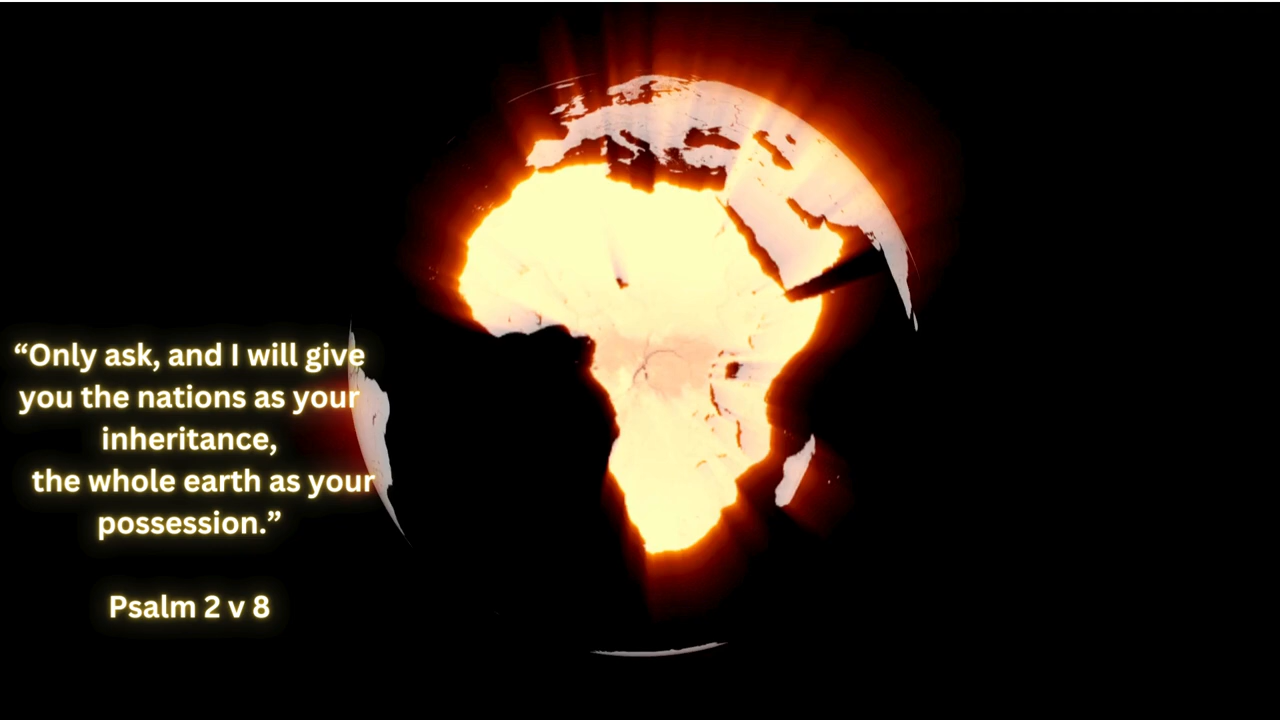 “Only ask, and I will give
you the nations as your
inheritance,
the whole earth as your
possession.”
Psalm 2 v 8